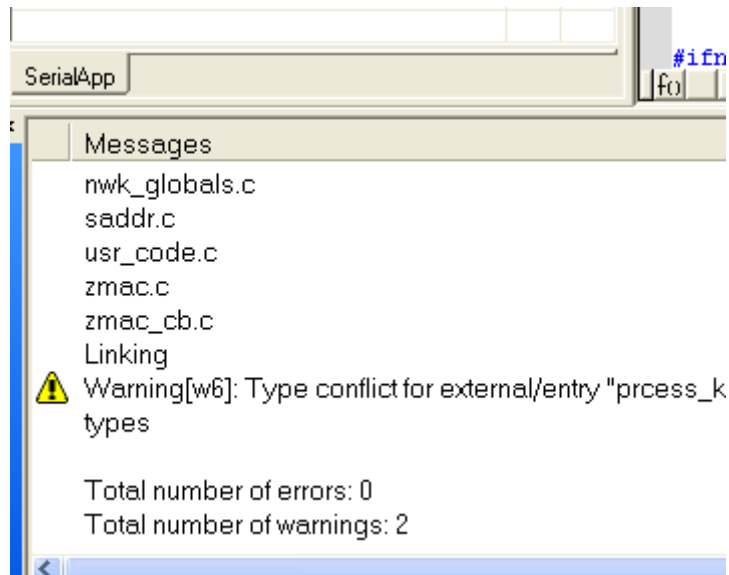 SerialApp
#ifn
Messages
nwk_globals.c
saddr.c
usr_code.c
zmac.c
zmac_cb.c
Linking
Warning[w6]: Type conflict for external/entry "prcess_k
types
Total number of errors: 0
Total number of warnings: 2